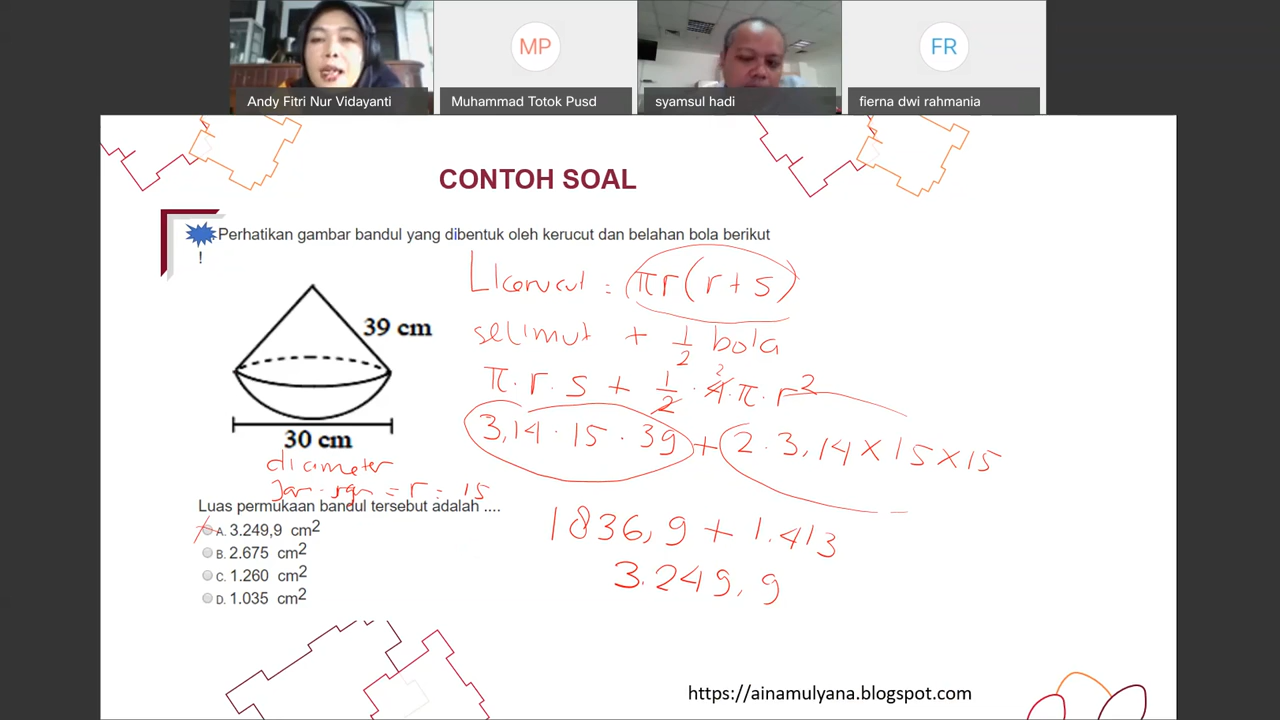 MP
FR
Andy Fitri Nur Vidayanti
Muhammad Totok Pusd
syamsul hadi
fierna dwi rahmania
CONTOH SOAL
Perhatikan gambar bandul yang dibentuk oleh kerucut dan belahan bola berikut
!
39 cm
30 cm
diameter
Jari-jari = r = 15
Luas permukaan bandul tersebut adalah ....
A. 3.249,9 cm2
B. 2.675 cm2
C. 1.260 cm2
D. 1.035 cm2
L kerucut = πr(r+s)
selimut + 1/2 bola
π.r.s + 1/2 . 4 2 .π.r2
3,14 . 15 . 39 + 2.3,14×15×15
1836,9 + 1.413
3.249,9
https://ainamulyana.blogspot.com